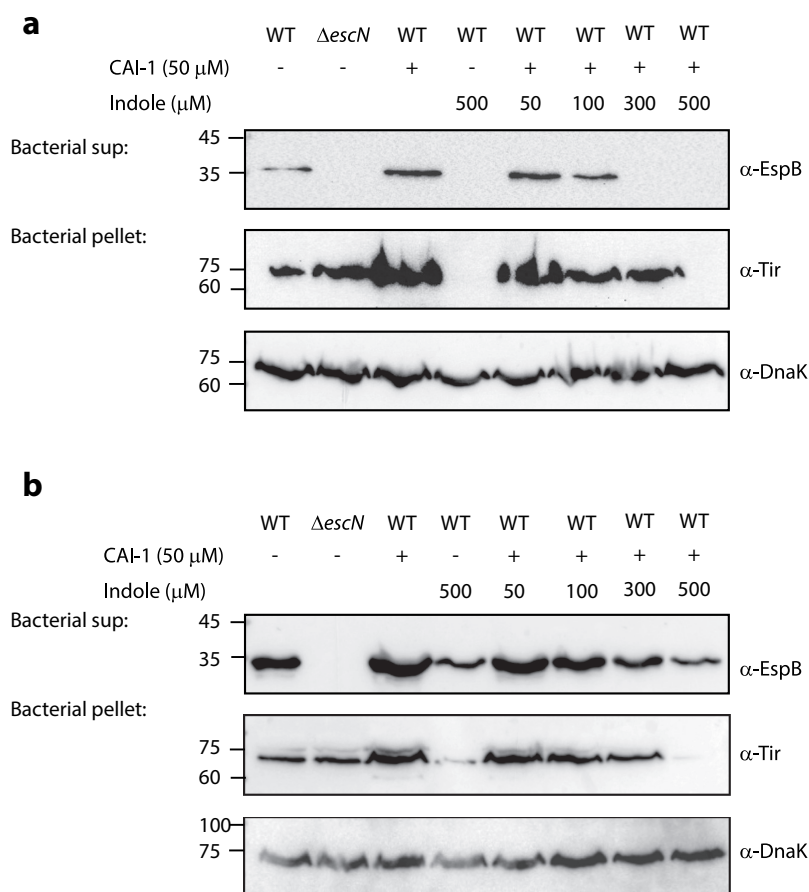 a
WT ΔescN WT WT WT WT WT WT
CAI-1 (50 μM) - - + - + + + +
Indole (μM) 500 50 100 300 500
Bacterial sup: 45
35 α-EspB
Bacterial pellet:
75 α-Tir
60
75 α-DnaK
60
b
WT ΔescN WT WT WT WT WT WT
CAI-1 (50 μM) - - + - + + + +
Indole (μM) 500 50 100 300 500
Bacterial sup: 45
35 α-EspB
Bacterial pellet:
75 α-Tir
60
100
75 α-DnaK